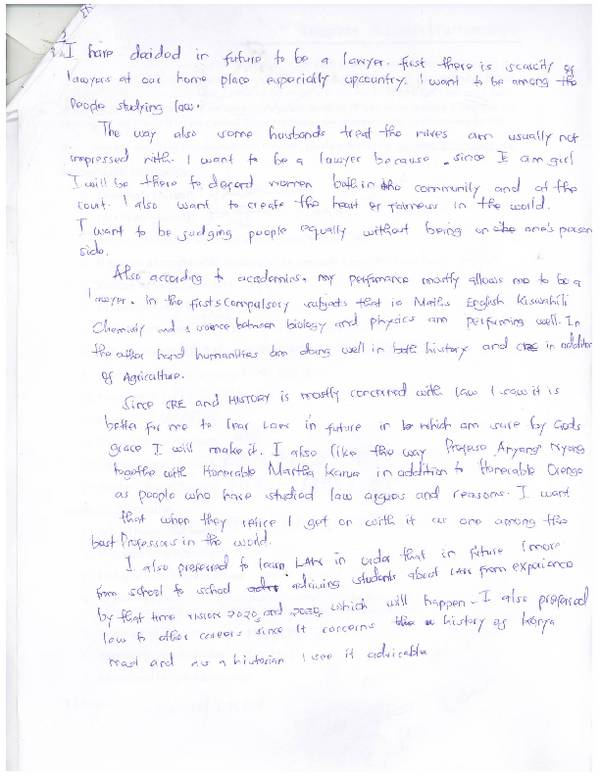 I have decided in future to be a lawyer. first there is scarcity of
lawyers at our home place especially upcountry. I want to be among the
people studying law.
The way also some husbands treat the wives am usually not
impressed with. I want to be a lawyer because since I am girl
I will be there to defend women both in the community and at the
court. I also want to create the heart of fairness in the world.
I want to be judging people equally without being on one's person
side.
Also according to academins, my performance mostly allows me to be a
lawyer. In the firsts compulsory subjects that is Maths English Kiswahili
Chemisty and science between biology and physics am performing well. In
the other hand humanities am doing well in both history and CRE in addition
of Agriculture.
Since CRE and HISTORY is mostly concerned with law I saw it is
better for me to lear Law in future in which am sure by Gods
grace I will make it. I also like the way Professo Anyang Nyong
together with Honorable Martha Karua in addition to Honorable Orengo
as people who have studied law argues and reasons. I want
that when they retire I get on with it as one among the
best Professors in the world.
I also preferred to learn LAW in order that in future I move
from school to school advicing students about LAW from experience
by that time vision 2020, and 2030, which will happen. I also preferred
law to other careers since it concerns history of Kenya
read and as a historian I see it advicable